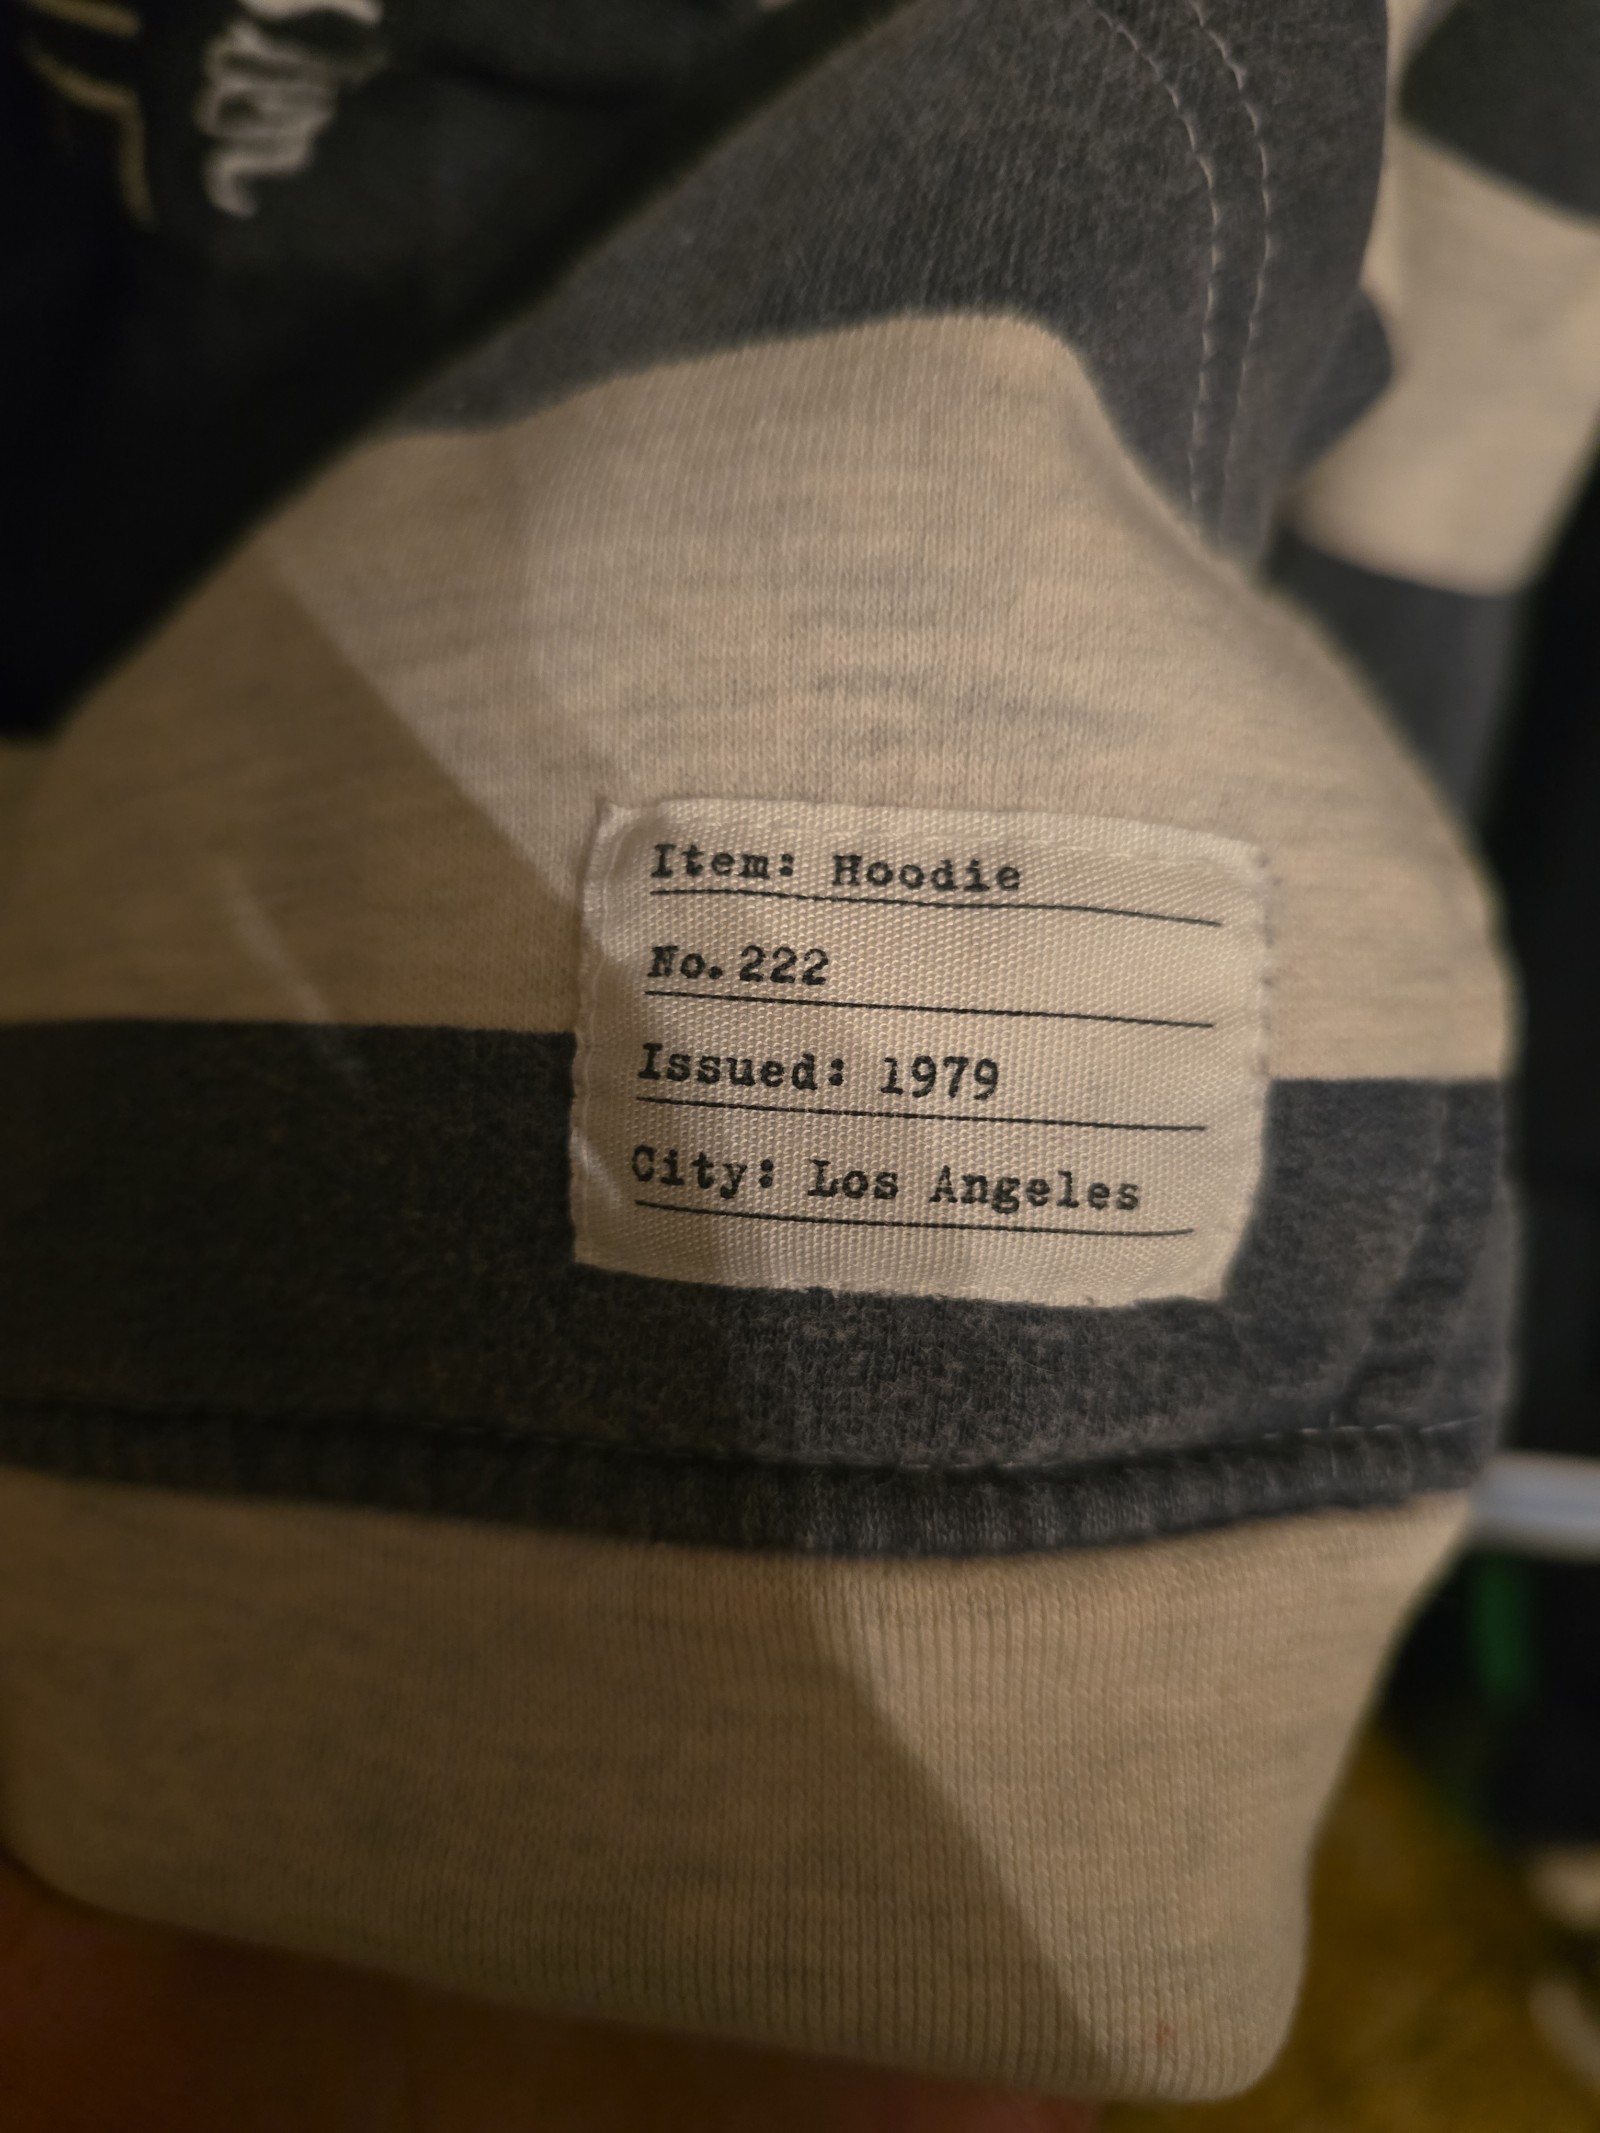 Item: Hoodie
No. 222
Issued: 1979
City: Los Angeles